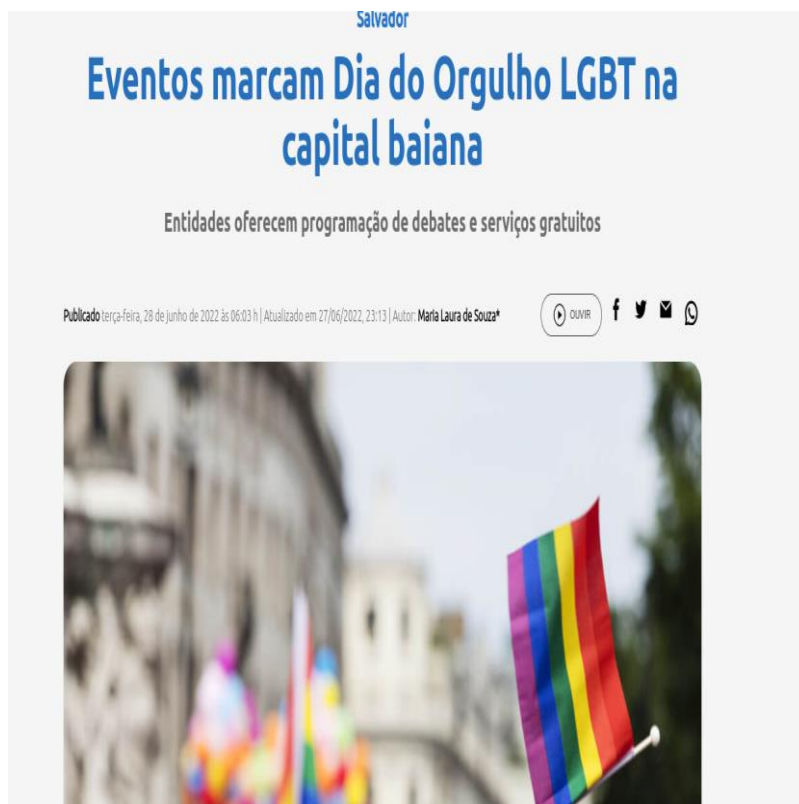 Salvador
Eventos marcam Dia do Orgulho LGBT na
capital baiana
Entidades oferecem programação de debates e serviços gratuitos
Publicado terça-feira, 28 de junho de 2022 às 06:03 h | Atualizado em 27/06/2022, 23:13 | Autor: Maria Laura de Souza*
OUVIR